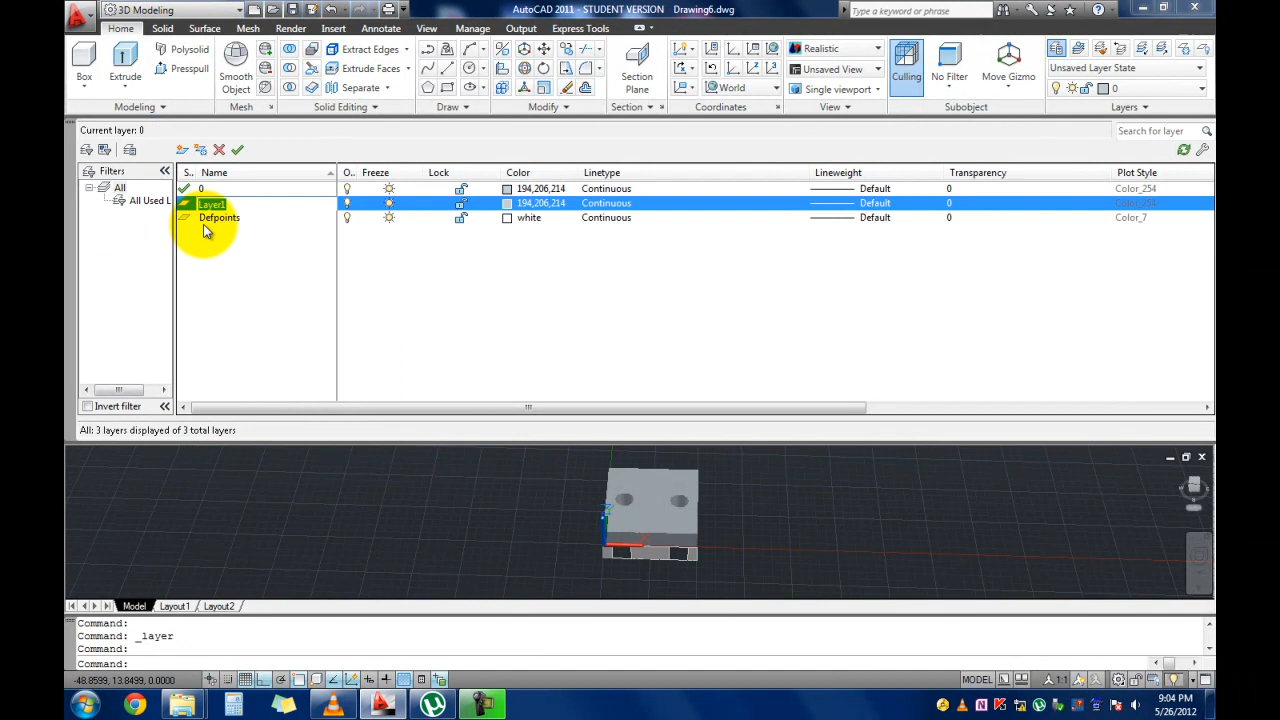 3D Modeling
AutoCAD 2011 - STUDENT VERSION Drawing6.dwg
Type a keyword or phrase
Home Solid Surface Mesh Render Insert Annotate View Manage Output Express Tools
Box
Extrude
Polysolid
Presspull
Smooth
Object
Extract Edges
Extrude Faces
Separate
Section
Plane
World
Realistic
Unsaved View
Single viewport
Culling
No Filter
Move Gizmo
Unsaved Layer State
0
Modeling Mesh Solid Editing Draw Modify Section Coordinates View Subobject Layers
Current layer: 0
Search for layer
Filters
All
All Used L
Invert filter
S.. Name O.. Freeze Lock Color Linetype Lineweight Transparency Plot Style
0 194,206,214 Continuous Default 0 Color_254
Layer1 194,206,214 Continuous Default 0 Color_254
Defpoints white Continuous Default 0 Color_7
All: 3 layers displayed of 3 total layers
Model Layout1 Layout2
Command:
Command: _layer
Command:
Command:
-48.8599, 13.8499, 0.0000
MODEL
1:1
9:04 PM
5/26/2012